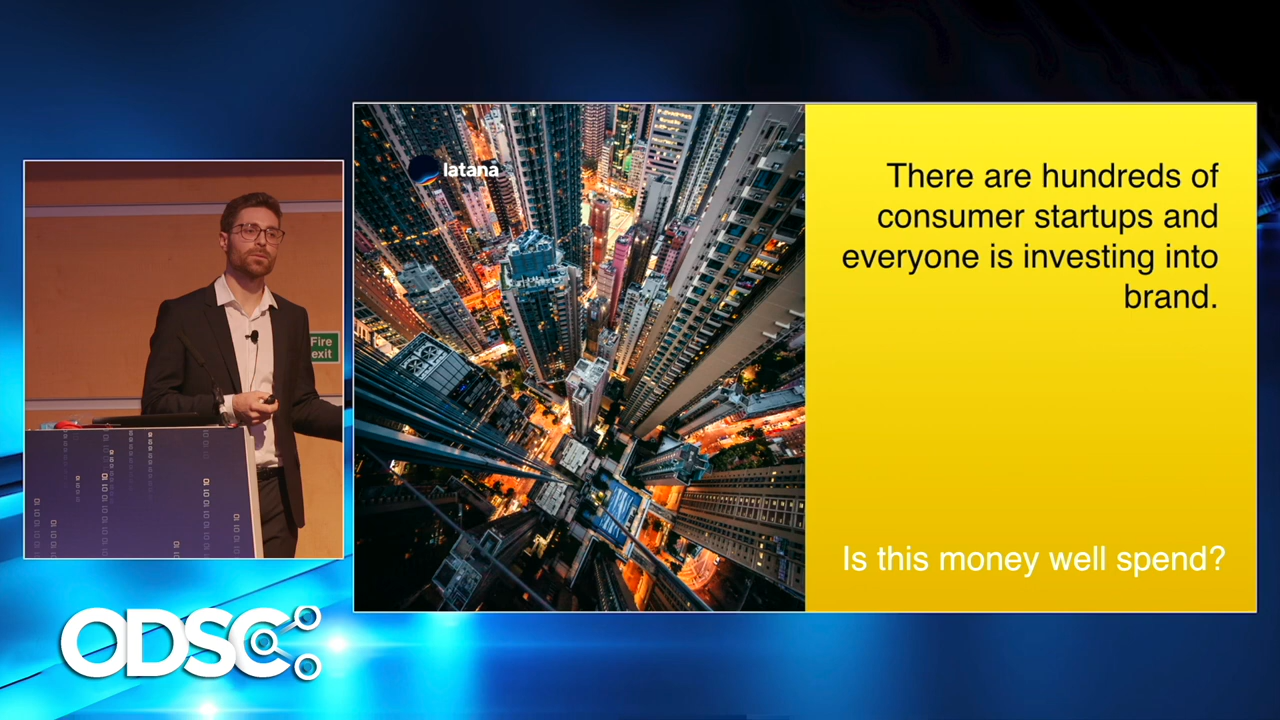 latana
There are hundreds of
consumer startups and
everyone is investing into
brand.
Is this money well spend?
Fire
exit
ODSC